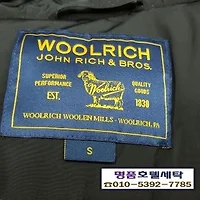 WOOLRICH
JOHN RICH & BROS.
SUPERIOR
PERFORMANCE
QUALITY
GOODS
EST.
1830
WOOLRICH WOOLEN MILLS · WOOLRICH, PA
S
명품호텔세탁
☎010-5392-7785